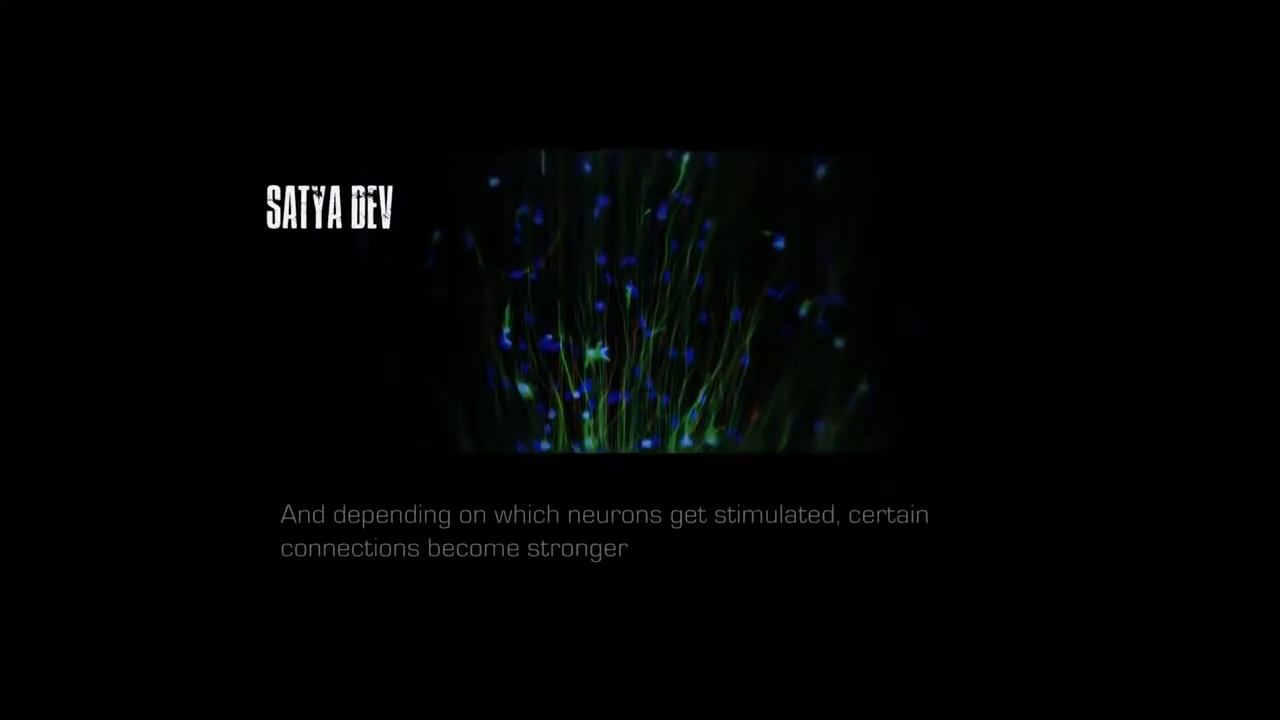 SATYA DEV
And depending on which neurons get stimulated, certain
connections become stronger